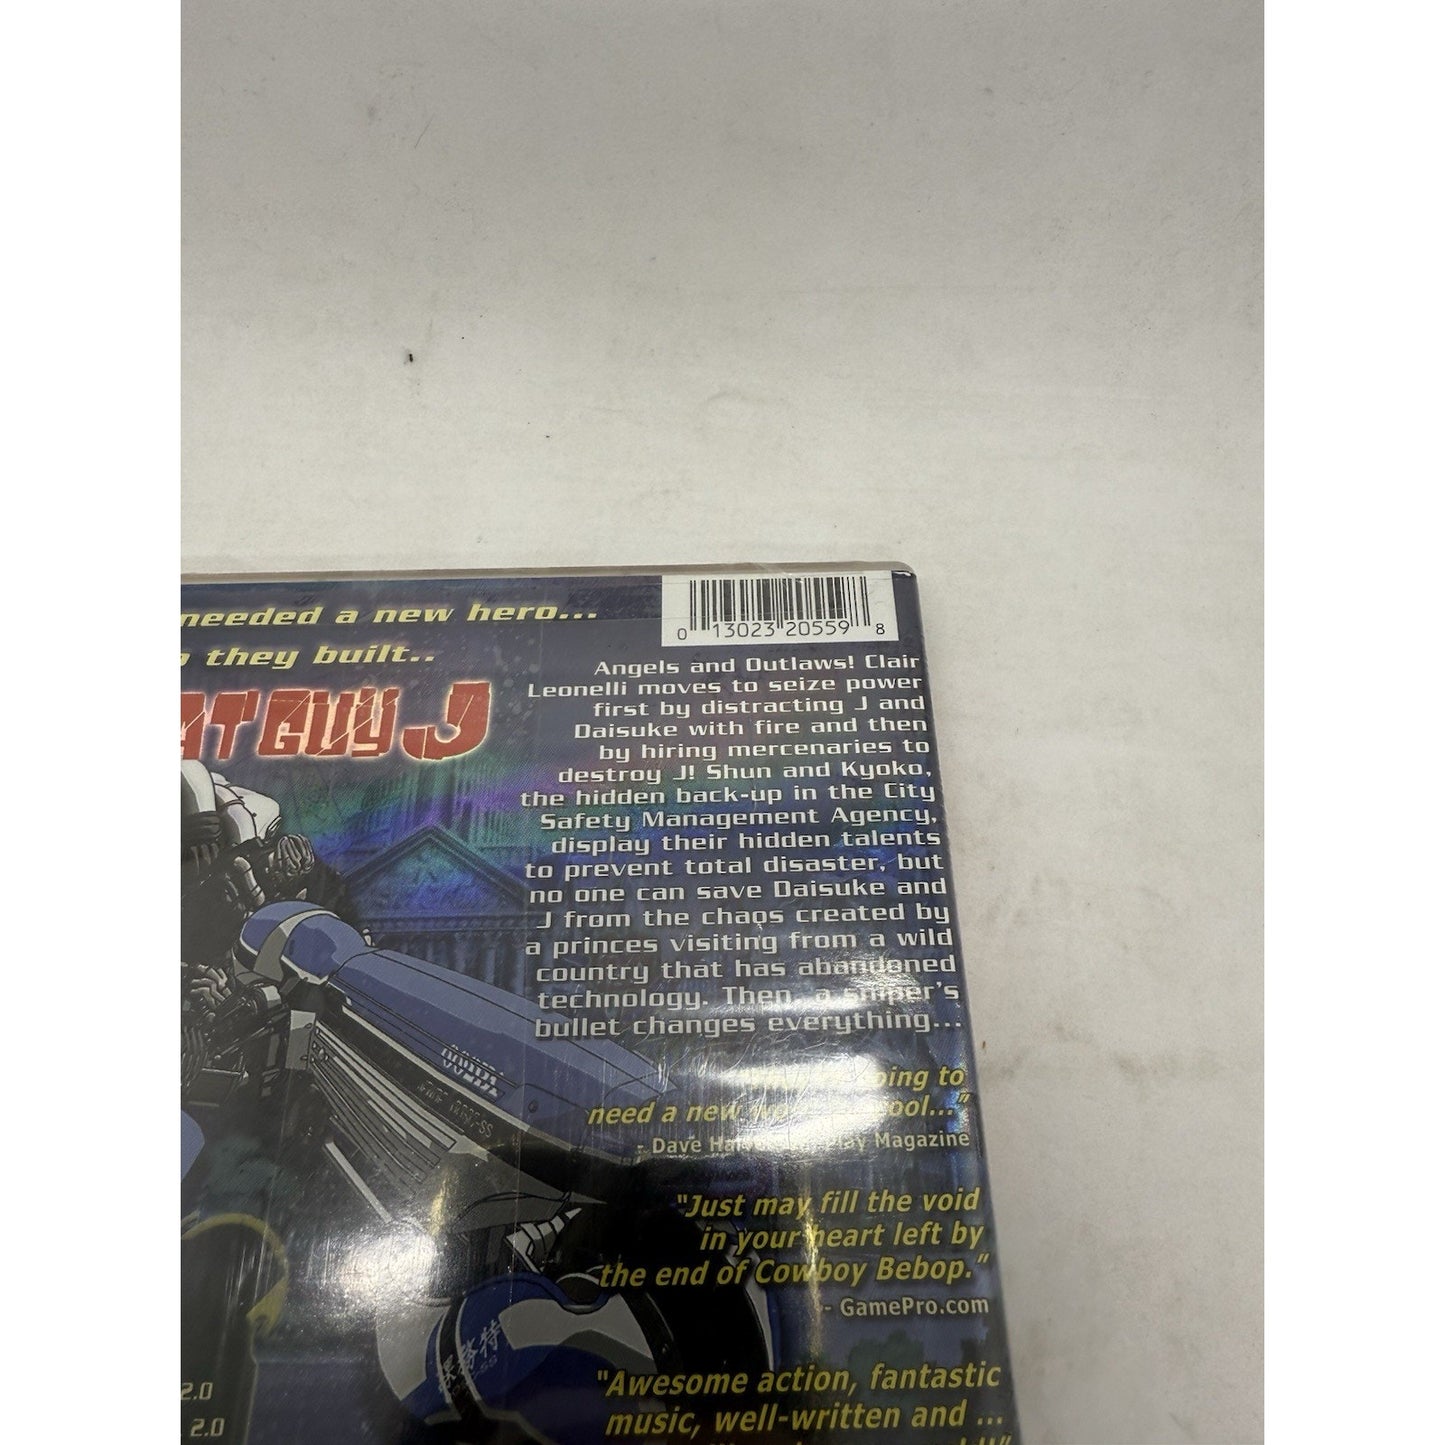 needed a new hero...
they built..
AT GUY J
0 13023 20559 8
Angels and Outlaws! Clair
Leonelli moves to seize power
first by distracting J and
Daisuke with fire and then
by hiring mercenaries to
destroy J! Shun and Kyoko,
the hidden back-up in the City
Safety Management Agency,
display their hidden talents
to prevent total disaster, but
no one can save Daisuke and
J from the chaos created by
a princes visiting from a wild
country that has abandoned
technology. Then, a sniper's
bullet changes everything...
going to
need a new
- Dave Play Magazine
"Just may fill the void
in your heart left by
the end of Cowboy Bebop."
- GamePro.com
"Awesome action, fantastic
music, well-written and ...
2.0
2.0